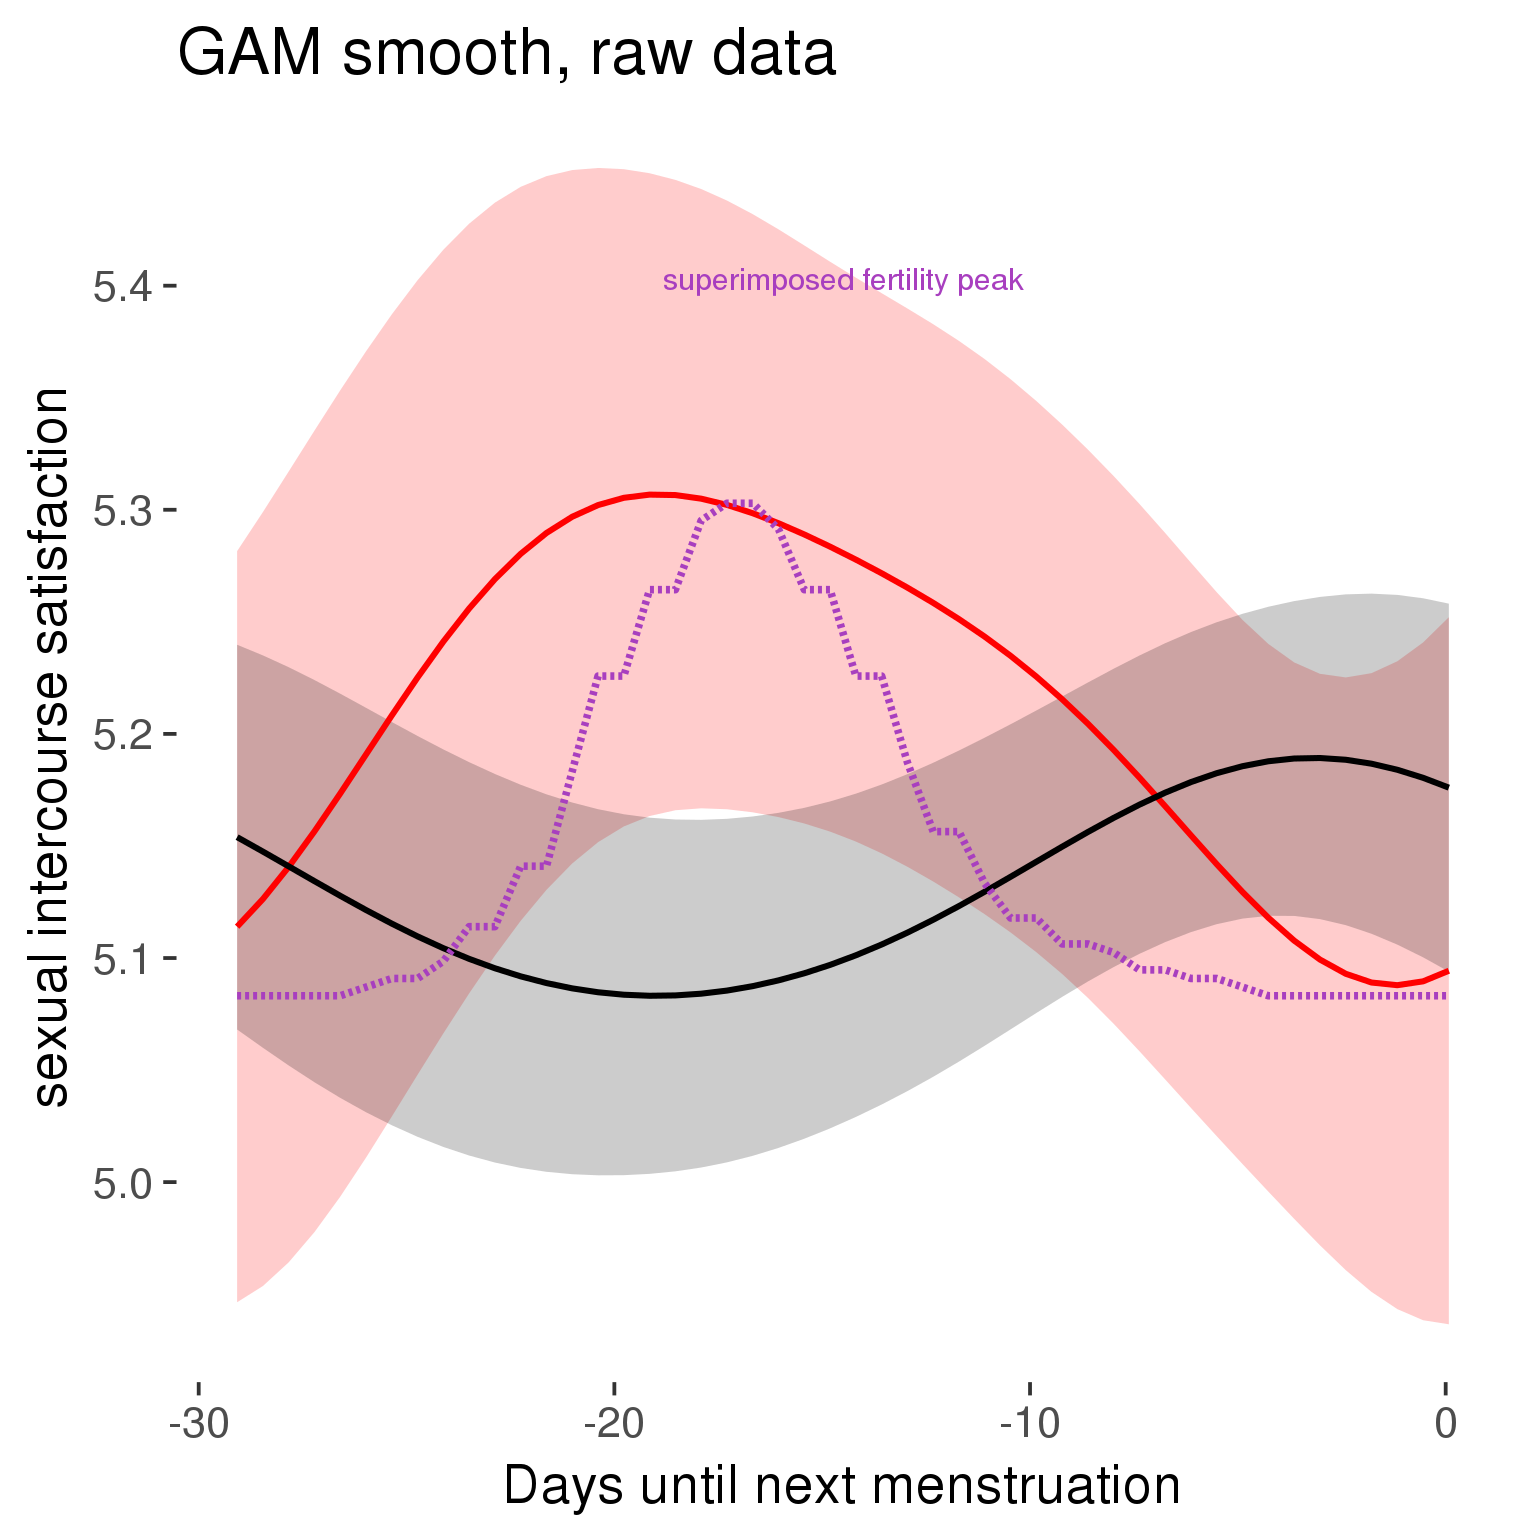 GAM smooth, raw data
superimposed fertility peak
5.4
5.3
5.2
5.1
5.0
sexual intercourse satisfaction
-30
-20
-10
0
Days until next menstruation